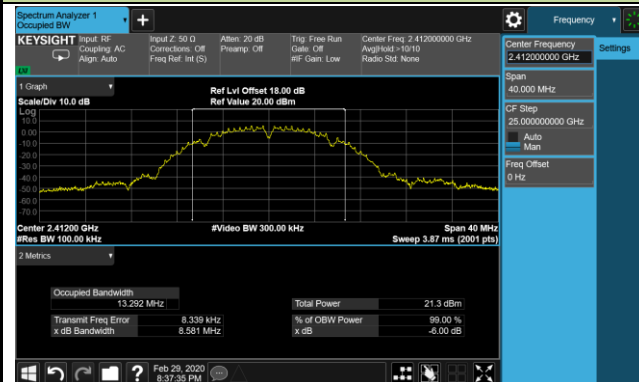 Spectrum Analyzer 1
Occupied BW
Frequency
KEYSIGHT
Input: RF
Coupling: AC
Align: Auto
Input Z: 50 Ω
Corrections: Off
Freq Ref: Int (S)
Atten: 20 dB
Preamp: Off
Trig: Free Run
Gate: Off
#IF Gain: Low
Center Freq: 2.412000000 GHz
Avg|Hold:>10/10
Radio Std: None
Center Frequency
2.412000000 GHz
Settings
Span
40.000 MHz
CF Step
25.000000000 GHz
Auto
Man
Freq Offset
0 Hz
1 Graph
Scale/Div 10.0 dB
Ref Lvl Offset 18.00 dB
Ref Value 20.00 dBm
Log
10.0
0.00
-10.0
-20.0
-30.0
-40.0
-50.0
-60.0
-70.0
Center 2.41200 GHz
#Video BW 300.00 kHz
Span 40 MHz
#Res BW 100.00 kHz
Sweep 3.87 ms (2001 pts)
2 Metrics
Occupied Bandwidth
13.292 MHz
Total Power
21.3 dBm
Transmit Freq Error
8.339 kHz
% of OBW Power
99.00 %
x dB Bandwidth
8.581 MHz
x dB
-6.00 dB
Feb 29, 2020
8:37:35 PM